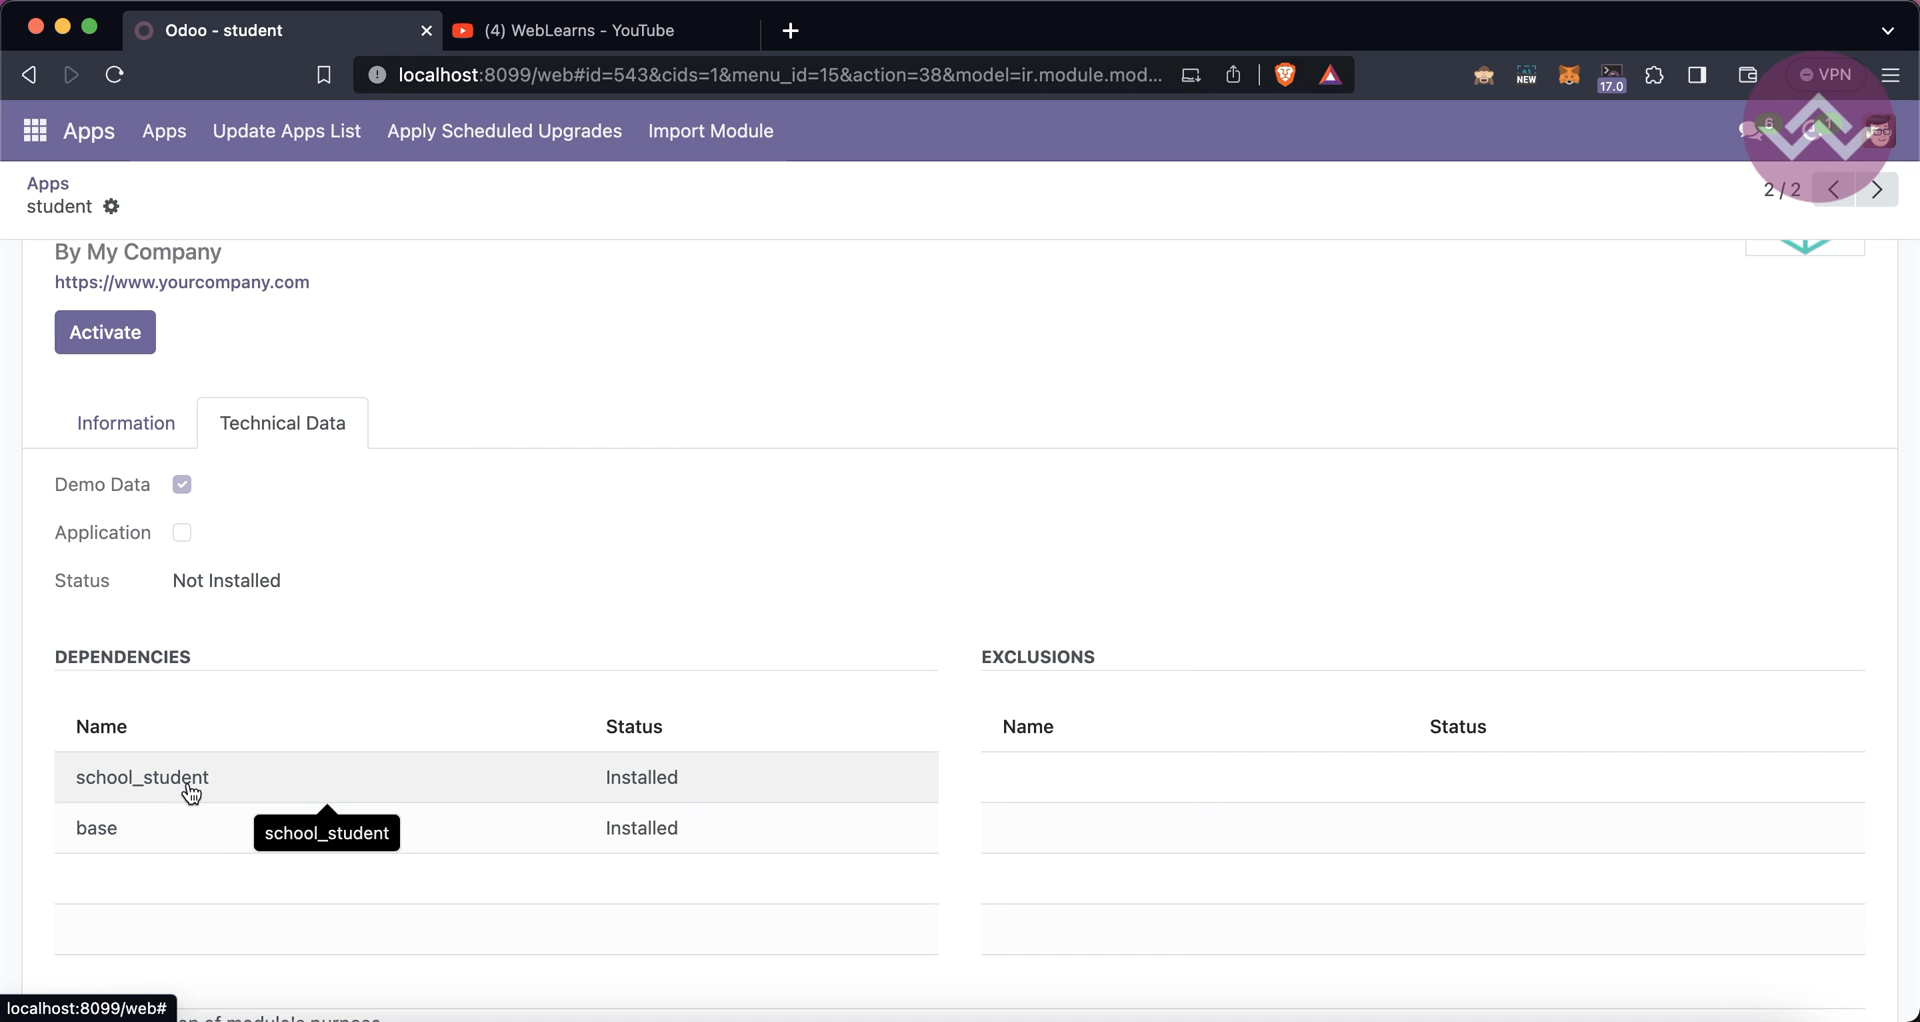 Odoo - student
(4) WebLearns - YouTube
localhost:8099/web#id=543&cids=1&menu_id=15&action=38&model=ir.module.mod...
NEW
17.0
VPN
Apps
Apps
Update Apps List
Apply Scheduled Upgrades
Import Module
6
1
Apps
student
2 / 2
By My Company
https://www.yourcompany.com
Activate
Information
Technical Data
Demo Data
Application
Status
Not Installed
DEPENDENCIES
EXCLUSIONS
Name
Status
Name
Status
school_student
Installed
base
Installed
school_student
localhost:8099/web#